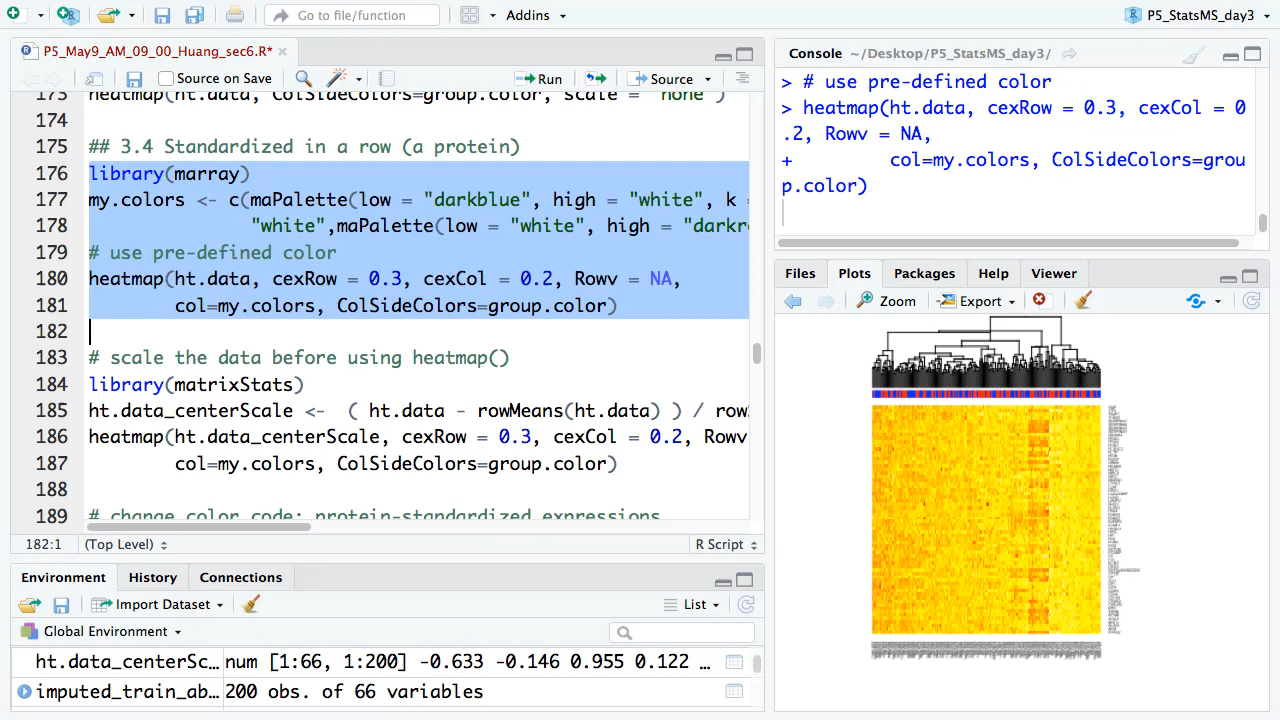 Go to file/function
Addins
P5_StatsMS_day3
P5_May9_AM_09_00_Huang_sec6.R*
Source on Save
Run
Source
173 heatmap(ht.data, ColSideColors=group.color, scale = "none")
174
175 ## 3.4 Standardized in a row (a protein)
176 library(marray)
177 my.colors <- c(maPalette(low = "darkblue", high = "white", k =
178 "white",maPalette(low = "white", high = "darkr
179 # use pre-defined color
180 heatmap(ht.data, cexRow = 0.3, cexCol = 0.2, Rowv = NA,
181 col=my.colors, ColSideColors=group.color)
182
183 # scale the data before using heatmap()
184 library(matrixStats)
185 ht.data_centerScale <- ( ht.data - rowMeans(ht.data) ) / row
186 heatmap(ht.data_centerScale, cexRow = 0.3, cexCol = 0.2, Rowv
187 col=my.colors, ColSideColors=group.color)
188
189 # change color code: protein-standardized expressions
182:1 (Top Level) R Script
Environment History Connections
Import Dataset List
Global Environment
ht.data_centerSc… num [1:66, 1:200] -0.633 -0.146 0.955 0.122 ...
imputed_train_ab… 200 obs. of 66 variables
Console ~/Desktop/P5_StatsMS_day3/
> # use pre-defined color
> heatmap(ht.data, cexRow = 0.3, cexCol = 0
.2, Rowv = NA,
+ col=my.colors, ColSideColors=grou
p.color)
Files Plots Packages Help Viewer
Zoom Export